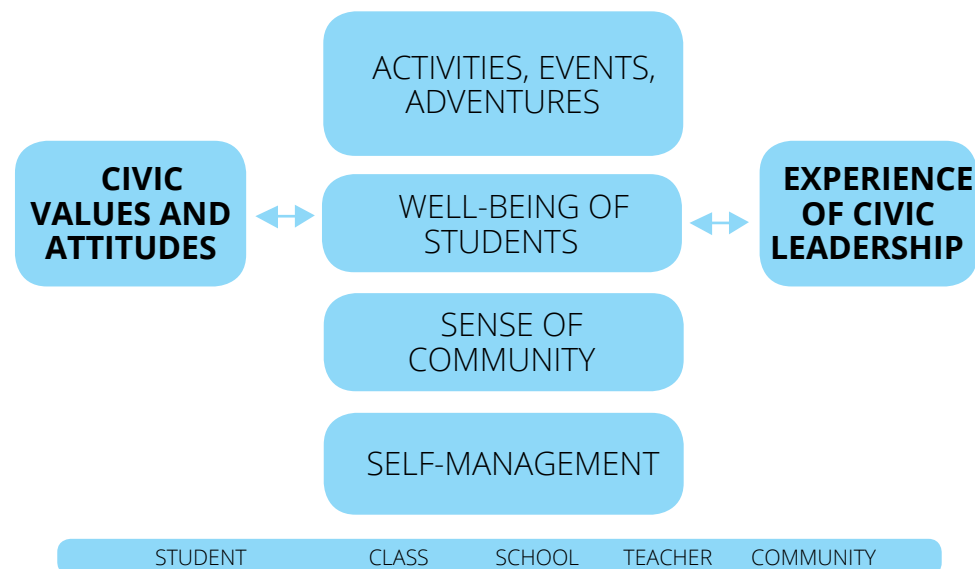 ACTIVITIES, EVENTS,
ADVENTURES
CIVIC
VALUES AND
ATTITUDES
WELL-BEING OF
STUDENTS
EXPERIENCE
OF CIVIC
LEADERSHIP
SENSE OF
COMMUNITY
SELF-MANAGEMENT
STUDENT CLASS SCHOOL TEACHER COMMUNITY